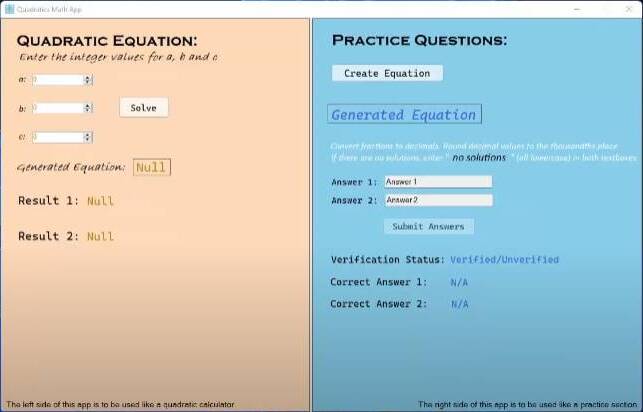 Quadratics Math App
QUADRATIC EQUATION:
Enter the integer values for a, b and c
a: 0
b: 0
Solve
c: 0
Generated Equation: Null
Result 1: Null
Result 2: Null
The left side of this app is to be used like a quadratic calculator
PRACTICE QUESTIONS:
Create Equation
Generated Equation
Convert fractions to decimals. Round decimal values to the thousandths place
If there are no solutions, enter " no solutions " (all lowercase) in both textboxes
Answer 1: Answer 1
Answer 2: Answer 2
Submit Answers
Verification Status: Verified/Unverified
Correct Answer 1: N/A
Correct Answer 2: N/A
The right side of this app is to be used like a practice section